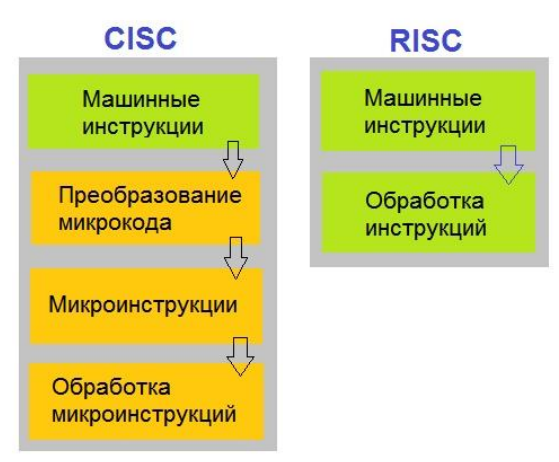 CISC
Машинные
инструкции
Преобразование
микрокода
Микроинструкции
Обработка
микроинструкций
RISC
Машинные
инструкции
Обработка
инструкций